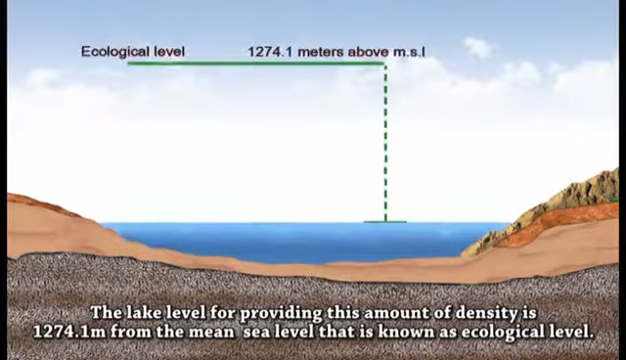 Ecological level 1274.1 meters above m.s.l
The lake level for providing this amount of density is
1274.1m from the mean sea level that is known as ecological level.